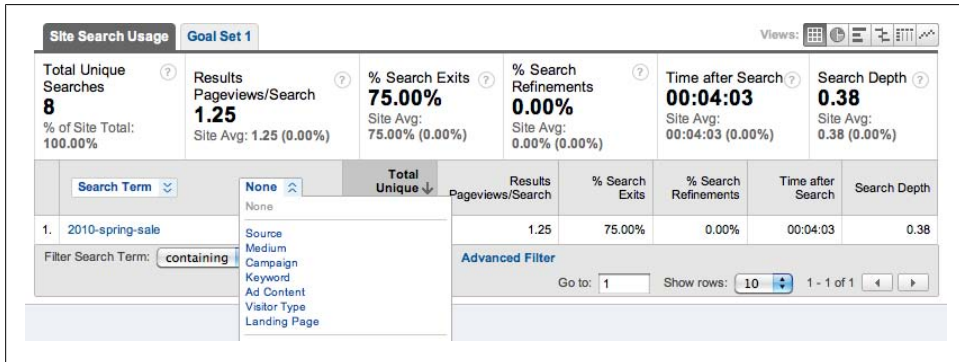 Site Search Usage
Goal Set 1
Views:
Total Unique Searches
8
% of Site Total:
100.00%
Results Pageviews/Search
1.25
Site Avg: 1.25 (0.00%)
% Search Exits
75.00%
Site Avg:
75.00% (0.00%)
% Search Refinements
0.00%
Site Avg:
0.00% (0.00%)
Time after Search
00:04:03
Site Avg:
00:04:03 (0.00%)
Search Depth
0.38
Site Avg:
0.38 (0.00%)
Search Term
None
Total Unique
Results Pageviews/Search
% Search Exits
% Search Refinements
Time after Search
Search Depth
None
Source
Medium
Campaign
Keyword
Ad Content
Visitor Type
Landing Page
1. 2010-spring-sale
1.25
75.00%
0.00%
00:04:03
0.38
Filter Search Term: containing
Advanced Filter
Go to: 1
Show rows: 10
1 - 1 of 1